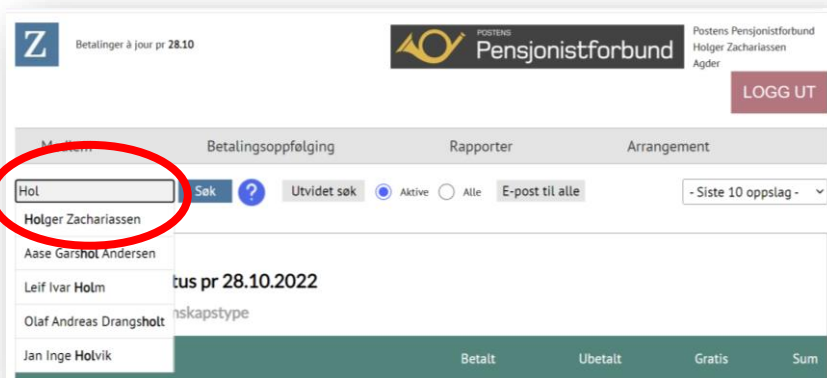 Z
Betalinger à jour pr 28.10
POSTENS
Pensjonistforbund
Postens Pensjonistforbund
Holger Zachariassen
Agder
LOGG UT
Medlem Betalingsoppfølging Rapporter Arrangement
Hol Søk ? Utvidet søk Aktive Alle E-post til alle - Siste 10 oppslag -
Holger Zachariassen
Aase Garshol Andersen
Leif Ivar Holm
tus pr 28.10.2022
Olaf Andreas Drangsholt
nskapstype
Jan Inge Holvik
Betalt Ubetalt Gratis Sum